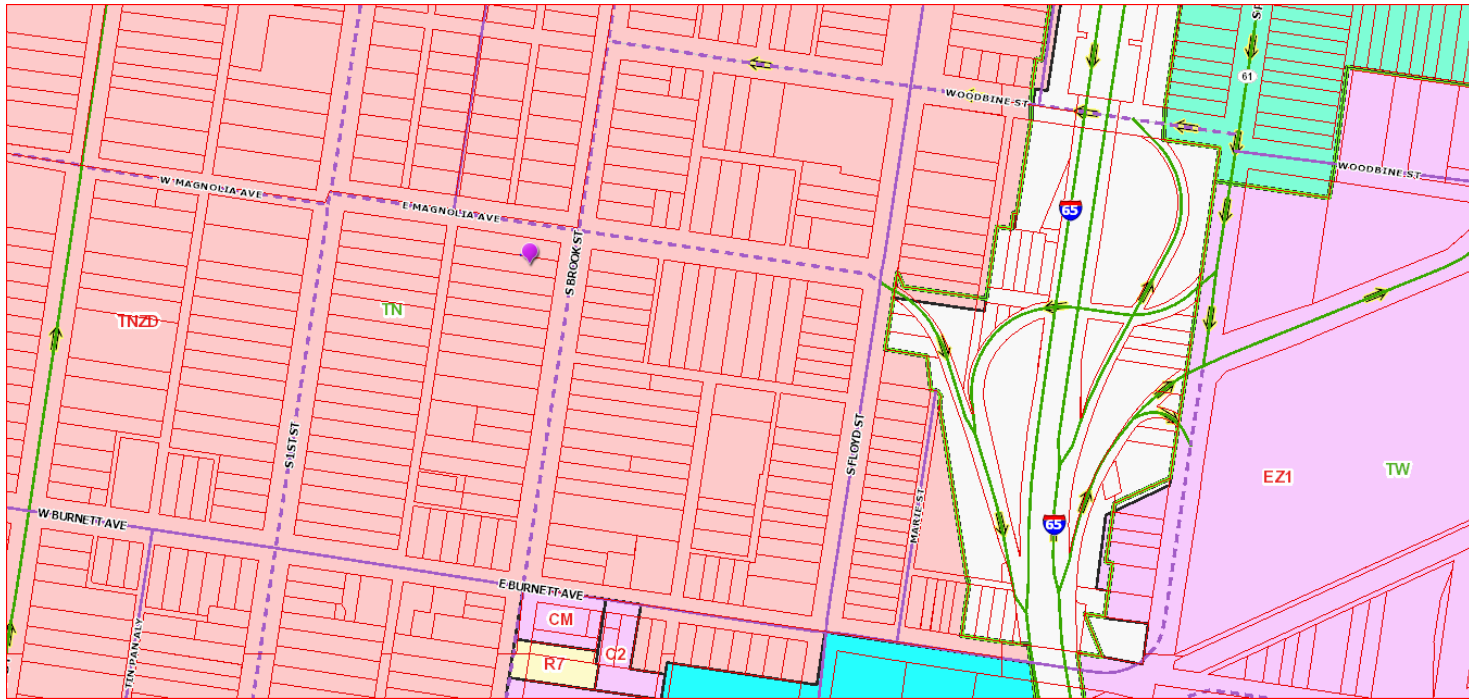 S F
61
WOODBINE ST
WOODBINE ST
W MAGNOLIA AVE
E MAGNOLIA AVE
65
S BROOK ST
TNZD
TN
S 1ST ST
S FLOYD ST
MARIE ST
EZ1
TW
65
W BURNETT AVE
E BURNETT AVE
TIN PAN ALY
CM
C2
R7